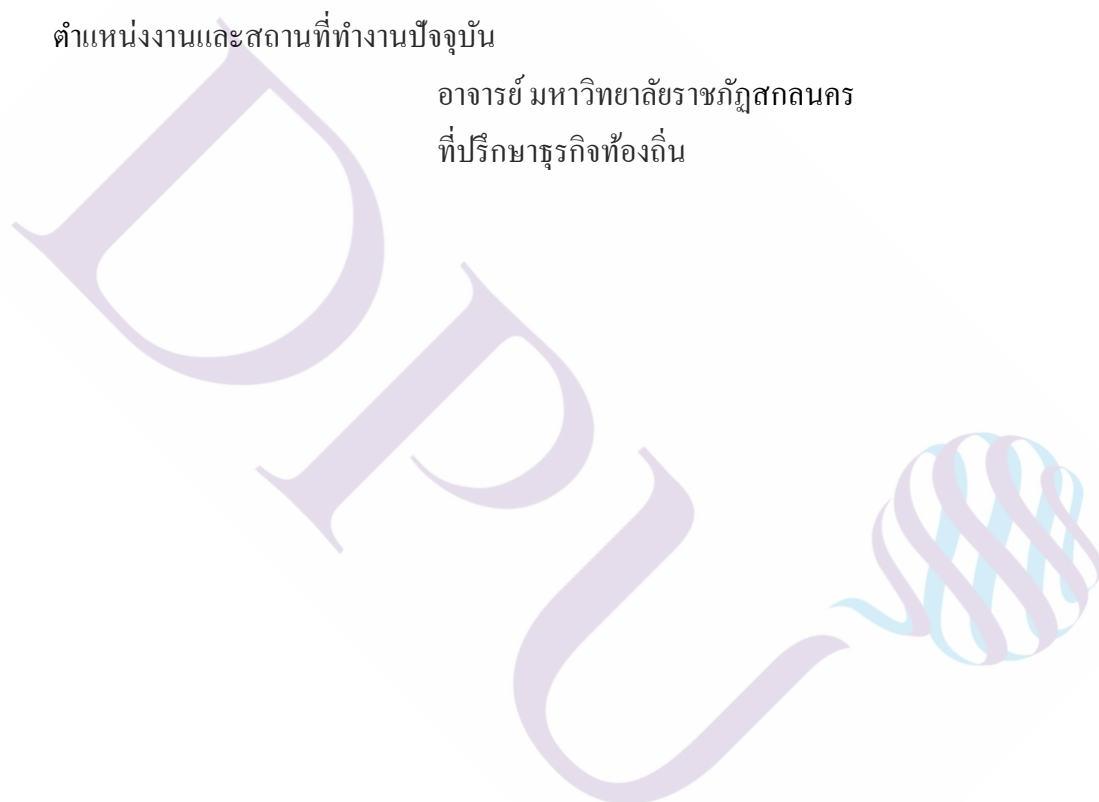 ตำแหน่งงานและสถานที่ทำงานปัจจุบัน
อาจารย์ มหาวิทยาลัยราชภัฏสกลนคร
ที่ปรึกษาธุรกิจท้องถิ่น
DPU